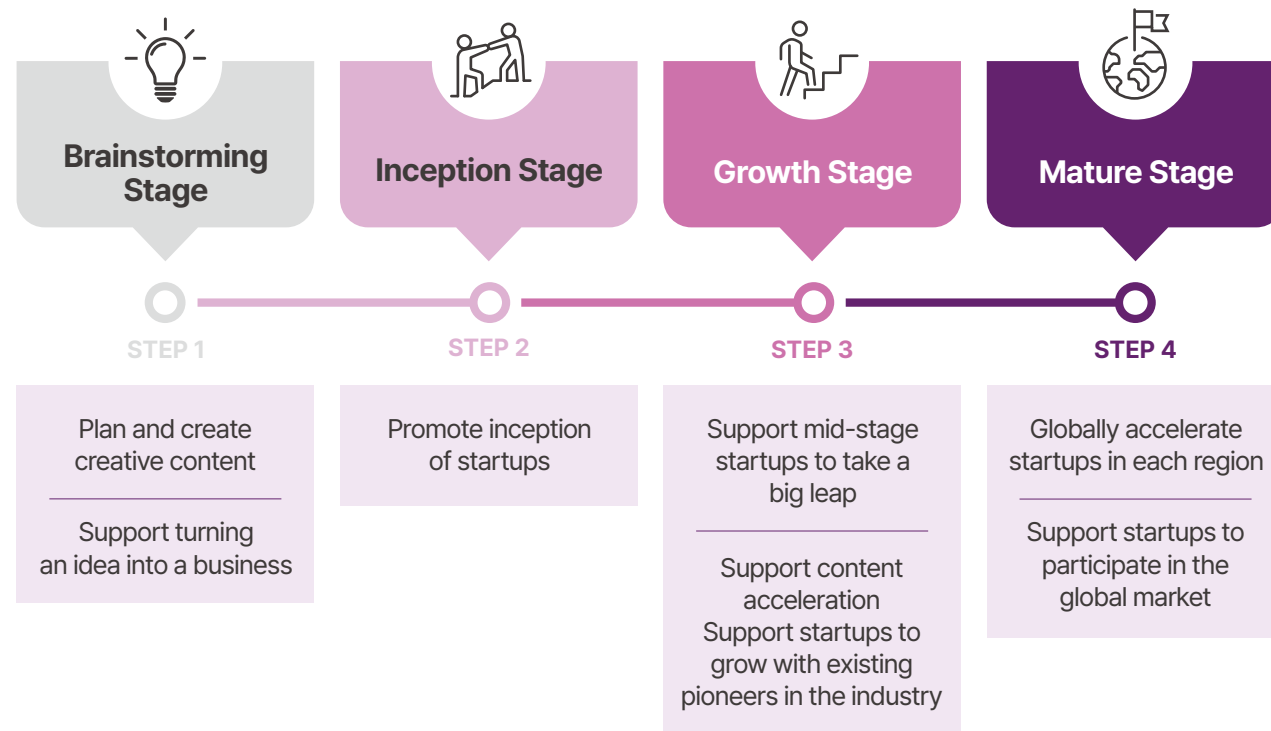 Brainstorming
Stage
Inception Stage
Growth Stage
Mature Stage
STEP 1
STEP 2
STEP 3
STEP 4
Plan and create
creative content
Support turning
an idea into a business
Promote inception
of startups
Support mid-stage
startups to take a
big leap
Support content
acceleration
Support startups to
grow with existing
pioneers in the industry
Globally accelerate
startups in each region
Support startups to
participate in the
global market